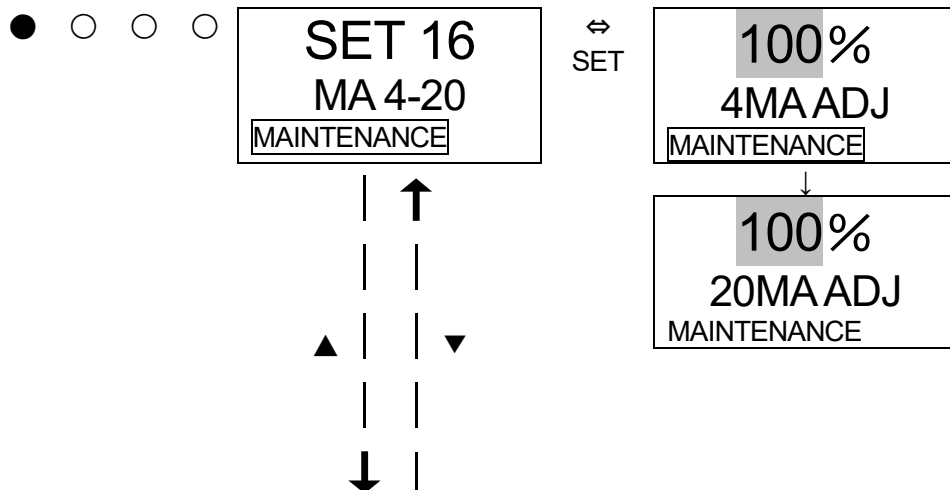 ● ○ ○ ○
SET 16
MA 4-20
MAINTENANCE
⇔
SET
100%
4MA ADJ
MAINTENANCE
↓
100%
20MA ADJ
MAINTENANCE
▲ ▼